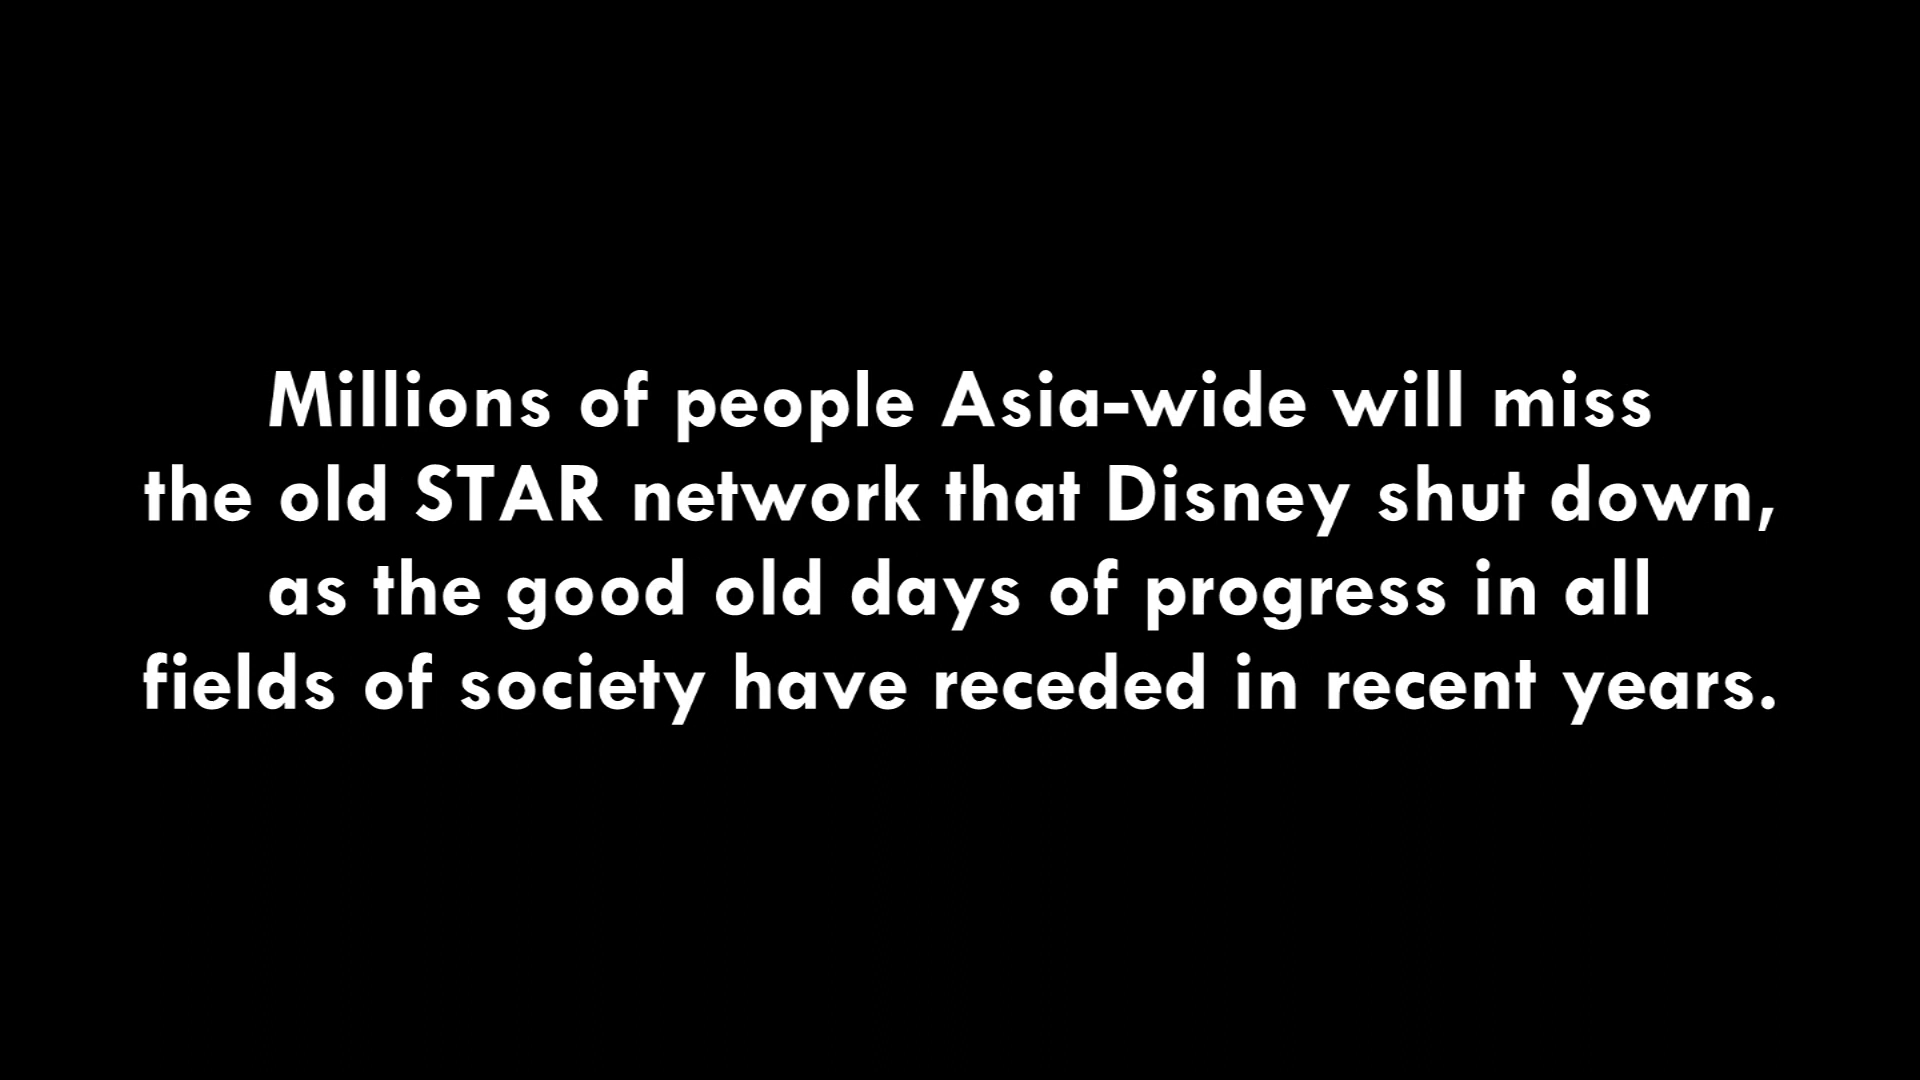 Millions of people Asia-wide will miss
the old STAR network that Disney shut down,
as the good old days of progress in all
fields of society have receded in recent years.